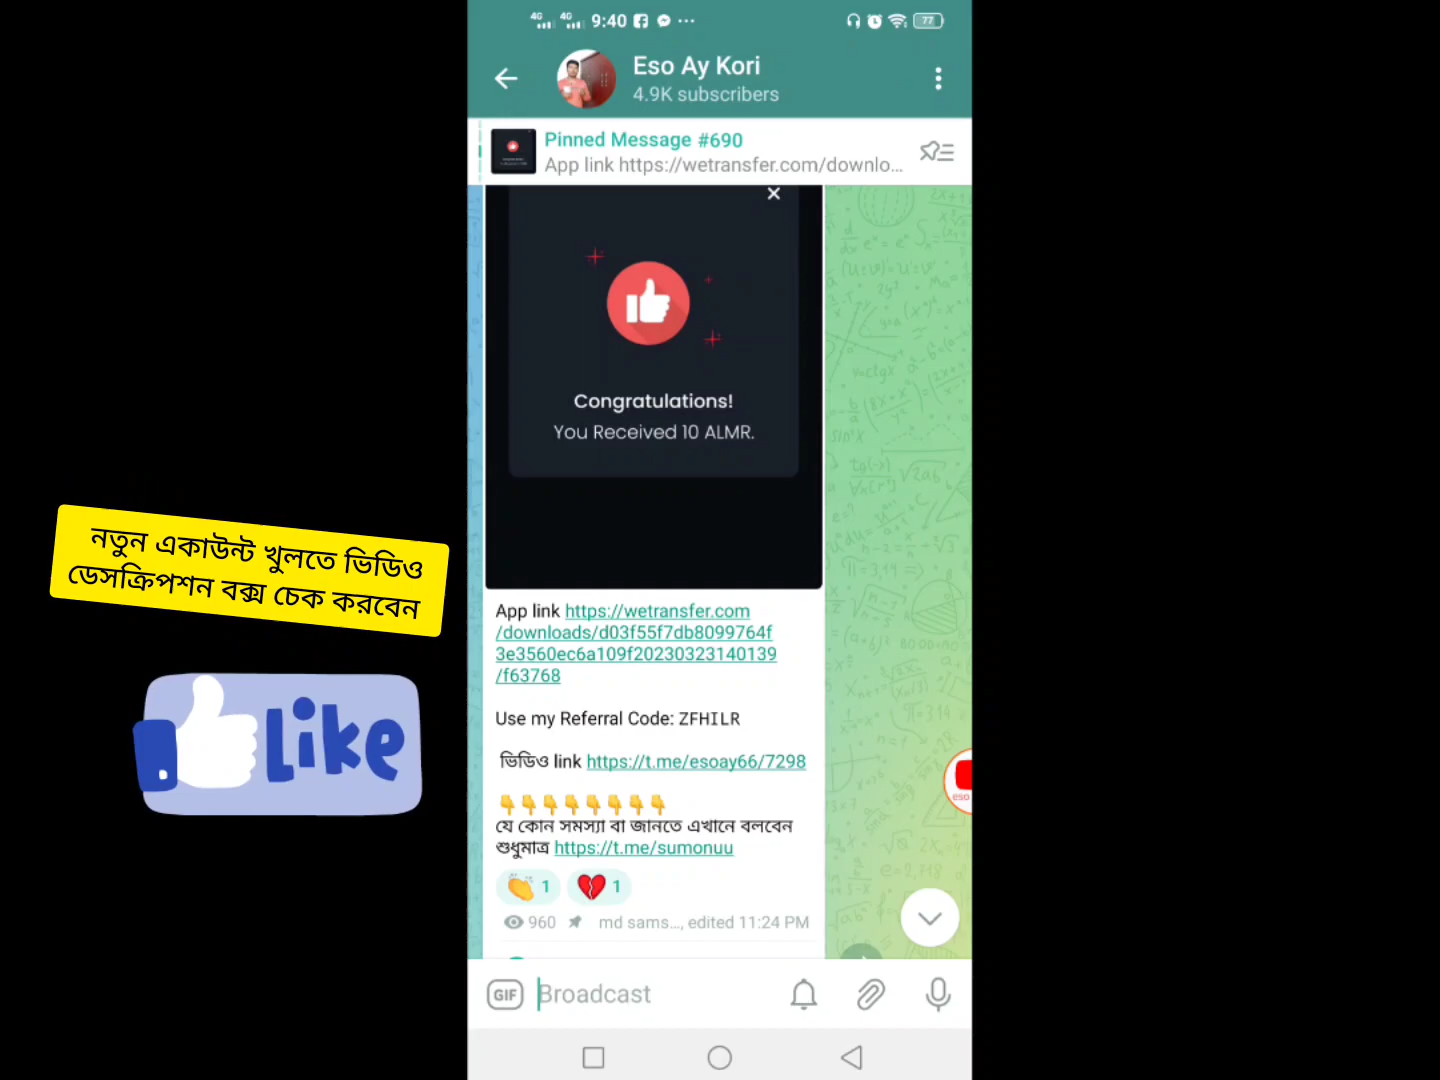 4G 4G 9:40 77
Eso Ay Kori
4.9K subscribers
Pinned Message #690
App link https://wetransfer.com/downlo...
Congratulations!
You Received 10 ALMR.
নতুন একাউন্ট খুলতে ভিডিও
ডেসক্রিপশন বক্স চেক করবেন
Like
App link https://wetransfer.com
/downloads/d03f55f7db8099764f
3e3560ec6a109f20230323140139
/f63768
Use my Referral Code: ZFHILR
ভিডিও link https://t.me/esoay66/7298
যে কোন সমস্যা বা জানতে এখানে বলবেন
শুধুমাত্র https://t.me/sumonuu
1 1
960 md sams..., edited 11:24 PM
GIF Broadcast